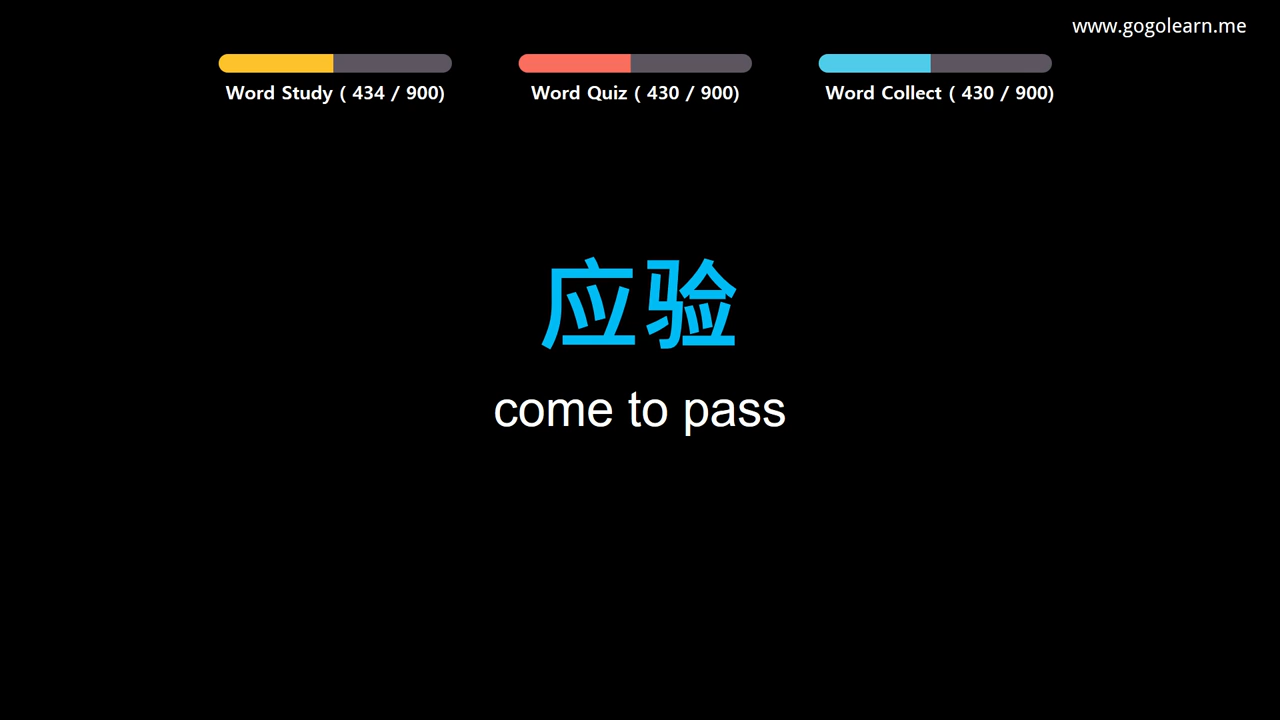 www.gogolearn.me
Word Study ( 434 / 900)
Word Quiz ( 430 / 900)
Word Collect ( 430 / 900)
应验
come to pass